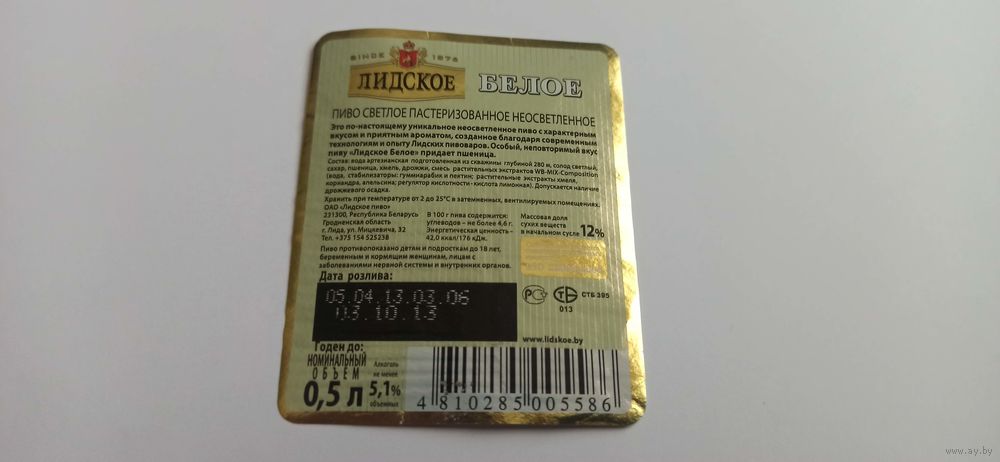 SINCE 1876
ЛИДСКОЕ БЕЛОЕ
ПИВО СВЕТЛОЕ ПАСТЕРИЗОВАННОЕ НЕОСВЕТЛЕННОЕ
Это по-настоящему уникальное неосветленное пиво с характерным
вкусом и приятным ароматом, созданное благодаря современным
технологиям и опыту Лидских пивоваров. Особый, неповторимый вкус
пиву «Лидское Белое» придает пшеница.
Состав: вода артезианская подготовленная из скважины глубиной 280 м, солод светлый,
сахар, пшеница, хмель, дрожжи, смесь растительных экстрактов WB-MIX-Composition
(вода, стабилизаторы: гуммиарабик и пектин; растительные экстракты хмеля,
кориандра, апельсина; регулятор кислотности - кислота лимонная). Допускается наличие
дрожжевого осадка.
Хранить при температуре от 2 до 25°С в затемненных, вентилируемых помещениях.
ОАО «Лидское пиво»
231300, Республика Беларусь
Гродненская область
г. Лида, ул. Мицкевича, 32
Тел. +375 154 525238
В 100 г пива содержится:
углеводов – не более 4,6 г.
Энергетическая ценность –
42,0 ккал/176 кДж.
Массовая доля
сухих веществ
в начальном сусле 12%
Пиво противопоказано детям и подросткам до 18 лет,
беременным и кормящим женщинам, лицам с
заболеваниями нервной системы и внутренних органов.
Дата розлива:
05.04.13.03.06
03.10.13
СТБ 395
013
www.lidskoe.by
Годен до:
НОМИНАЛЬНЫЙ
ОБЪЕМ
0,5 л
Алкоголь
не менее
5,1%
объемных
4 810285 005586
www.ay.by